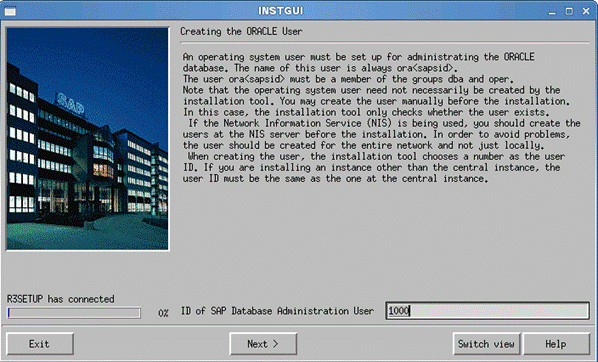 INSTGUI
Creating the ORACLE User
SAP
An operating system user must be set up for administrating the ORACLE
database. The name of this user is always ora<sapsid>.
The user ora<sapsid> must be a member of the groups dba and oper.
Note that the operating system user need not necessarily be created by the
installation tool. You may create the user manually before the installation.
In this case, the installation tool only checks whether the user exists.
If the Network Information Service (NIS) is being used, you should create the
users at the NIS server before the installation. In order to avoid problems,
the user should be created for the entire network and not just locally.
When creating the user, the installation tool chooses a number as the user
ID. If you are installing an instance other than the central instance, the
user ID must be the same as the one at the central instance.
R3SETUP has connected
0%
ID of SAP Database Administration User
1000
Exit
Next >
Switch view
Help